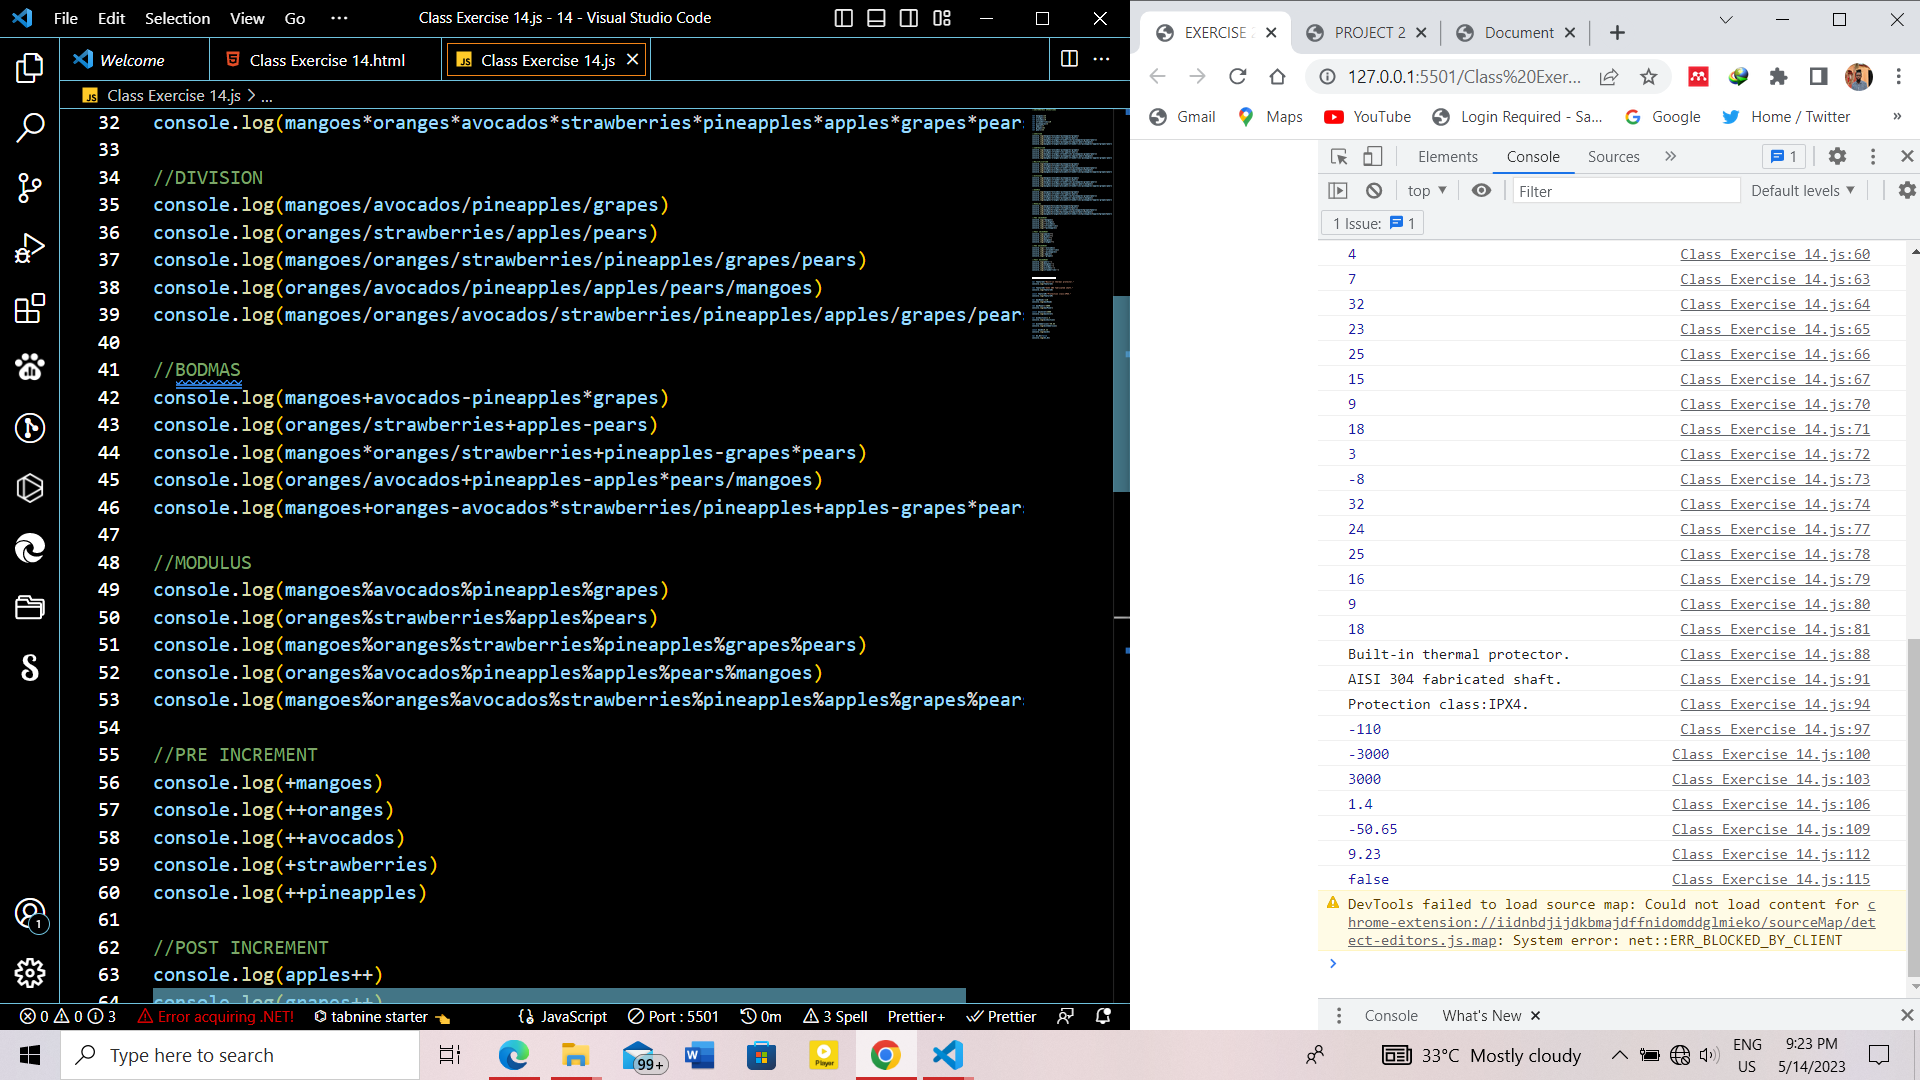 File Edit Selection View Go ··· Class Exercise 14.js - 14 - Visual Studio Code
Welcome Class Exercise 14.html JS Class Exercise 14.js
JS Class Exercise 14.js > ...
32 console.log(mangoes*oranges*avocados*strawberries*pineapples*apples*grapes*pear
33
34 //DIVISION
35 console.log(mangoes/avocados/pineapples/grapes)
36 console.log(oranges/strawberries/apples/pears)
37 console.log(mangoes/oranges/strawberries/pineapples/grapes/pears)
38 console.log(oranges/avocados/pineapples/apples/pears/mangoes)
39 console.log(mangoes/oranges/avocados/strawberries/pineapples/apples/grapes/pear
40
41 //BODMAS
42 console.log(mangoes+avocados-pineapples*grapes)
43 console.log(oranges/strawberries+apples-pears)
44 console.log(mangoes*oranges/strawberries+pineapples-grapes*pears)
45 console.log(oranges/avocados+pineapples-apples*pears/mangoes)
46 console.log(mangoes+oranges-avocados*strawberries/pineapples+apples-grapes*pear
47
48 //MODULUS
49 console.log(mangoes%avocados%pineapples%grapes)
50 console.log(oranges%strawberries%apples%pears)
51 console.log(mangoes%oranges%strawberries%pineapples%grapes%pears)
52 console.log(oranges%avocados%pineapples%apples%pears%mangoes)
53 console.log(mangoes%oranges%avocados%strawberries%pineapples%apples%grapes%pear
54
55 //PRE INCREMENT
56 console.log(+mangoes)
57 console.log(++oranges)
58 console.log(++avocados)
59 console.log(+strawberries)
60 console.log(++pineapples)
61
62 //POST INCREMENT
63 console.log(apples++)
64 console.log(grapes++)
1
0 0 3 Error acquiring .NET! tabnine starter JavaScript Port : 5501 0m 3 Spell Prettier+ Prettier
EXERCISE 2 PROJECT 2 Document
127.0.0.1:5501/Class%20Exer...
Gmail Maps YouTube Login Required - Sa... Google Home / Twitter »
Elements Console Sources » 1
top Filter Default levels
1 Issue: 1
4 Class Exercise 14.js:60
7 Class Exercise 14.js:63
32 Class Exercise 14.js:64
23 Class Exercise 14.js:65
25 Class Exercise 14.js:66
15 Class Exercise 14.js:67
9 Class Exercise 14.js:70
18 Class Exercise 14.js:71
3 Class Exercise 14.js:72
-8 Class Exercise 14.js:73
32 Class Exercise 14.js:74
24 Class Exercise 14.js:77
25 Class Exercise 14.js:78
16 Class Exercise 14.js:79
9 Class Exercise 14.js:80
18 Class Exercise 14.js:81
Built-in thermal protector. Class Exercise 14.js:88
AISI 304 fabricated shaft. Class Exercise 14.js:91
Protection class:IPX4. Class Exercise 14.js:94
-110 Class Exercise 14.js:97
-3000 Class Exercise 14.js:100
3000 Class Exercise 14.js:103
1.4 Class Exercise 14.js:106
-50.65 Class Exercise 14.js:109
9.23 Class Exercise 14.js:112
false Class Exercise 14.js:115
DevTools failed to load source map: Could not load content for c
hrome-extension://iidnbdjijdkbmajdffnidomddglmieko/sourceMap/det
ect-editors.js.map: System error: net::ERR_BLOCKED_BY_CLIENT
Console What's New
Type here to search 99+ Player 33°C Mostly cloudy ENG 9:23 PM
US 5/14/2023